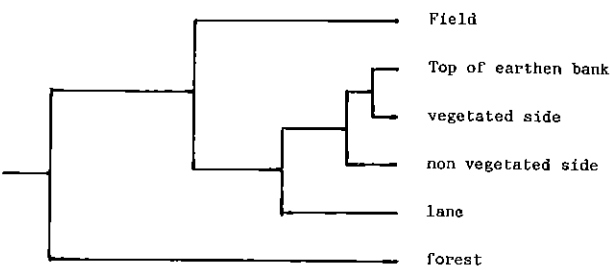 Field
Top of earthen bank
vegetated side
non vegetated side
lane
forest